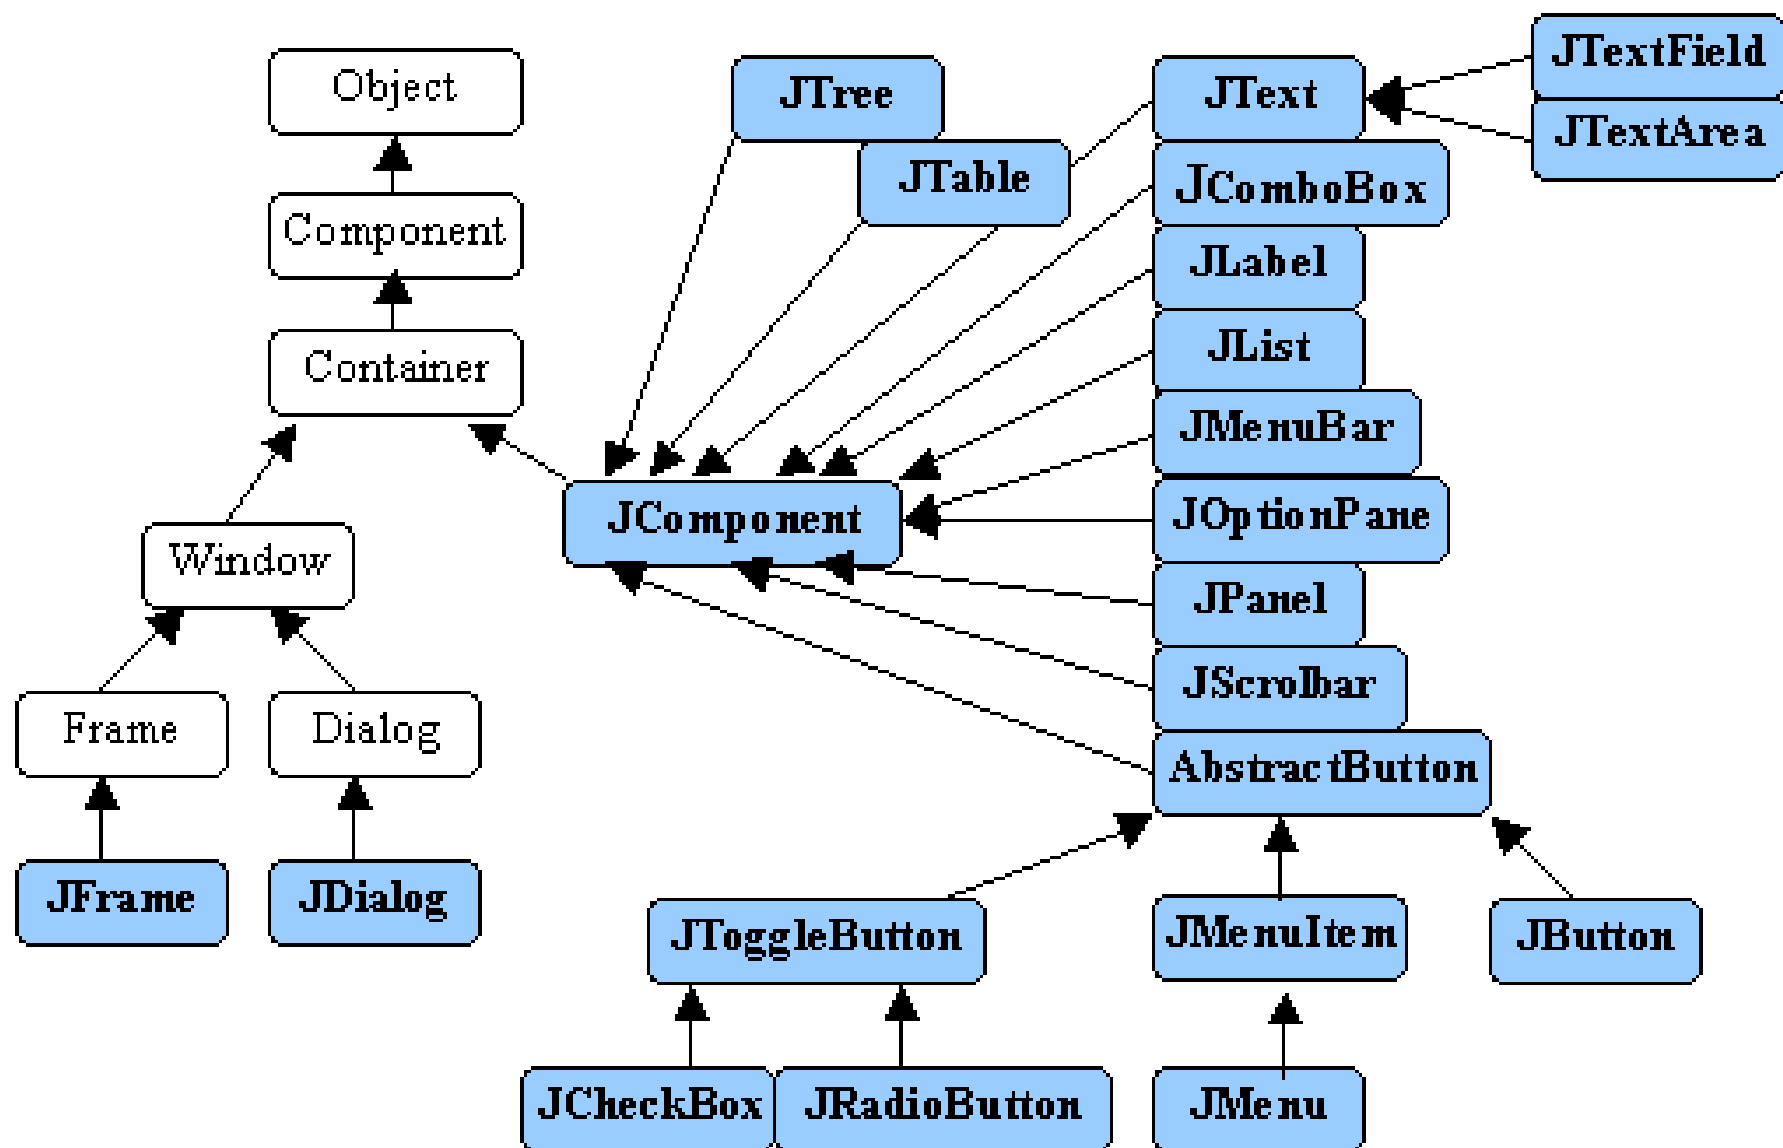 Object
Component
Container
Window
Frame
Dialog
JFrame
JDialog
JTree
JTable
JComponent
JText
JTextField
JTextArea
JComboBox
JLabel
JList
JMenuBar
JOptionPane
JPanel
JScrollbar
AbstractButton
JToggleButton
JMenuItem
JButton
JCheckBox
JRadioButton
JMenu